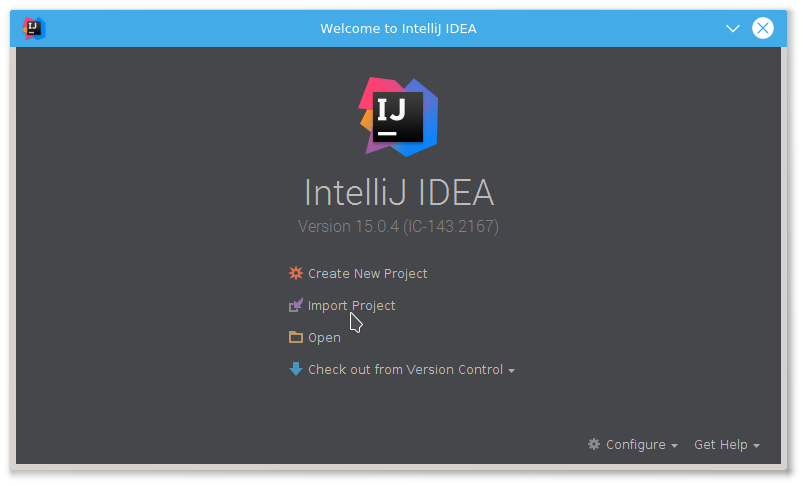 Welcome to IntelliJ IDEA
IJ
IntelliJ IDEA
Version 15.0.4 (IC-143.2167)
Create New Project
Import Project
Open
Check out from Version Control
Configure Get Help